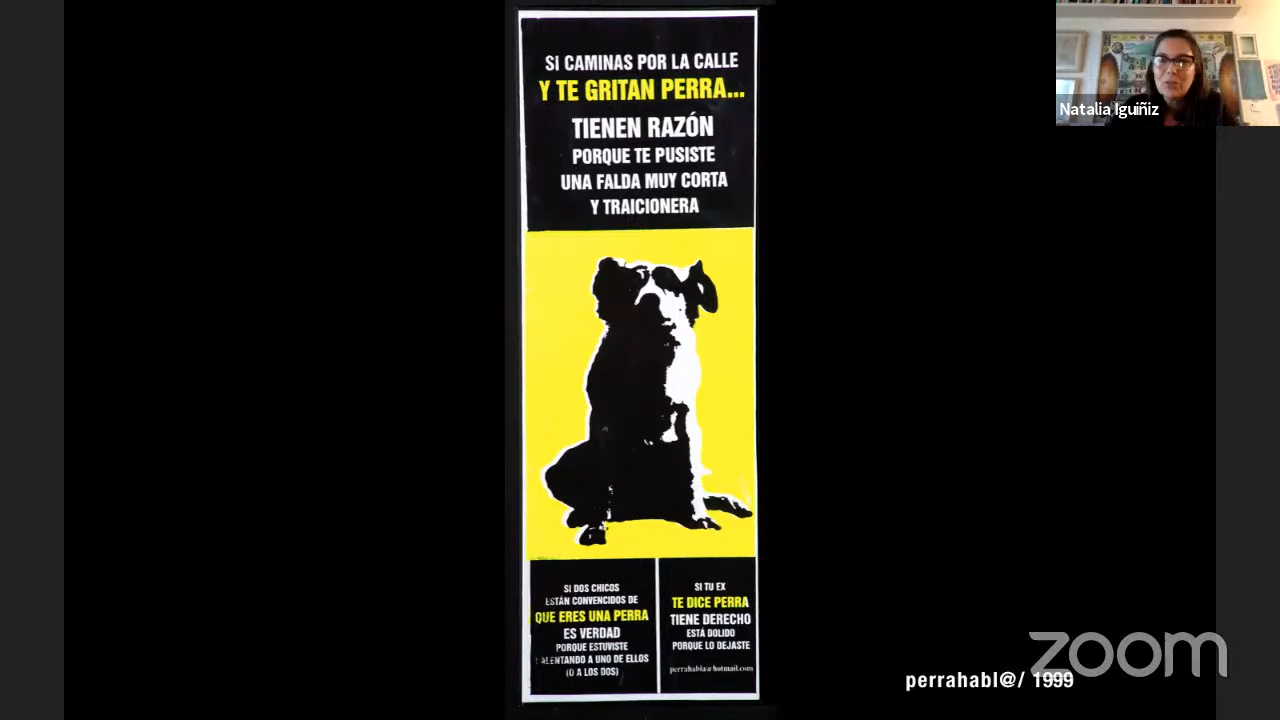 SI CAMINAS POR LA CALLE
Y TE GRITAN PERRA...
TIENEN RAZÓN
PORQUE TE PUSISTE
UNA FALDA MUY CORTA
Y TRAICIONERA
SI DOS CHICOS
ESTÁN CONVENCIDOS DE
QUE ERES UNA PERRA
ES VERDAD
PORQUE ESTUVISTE
ALENTANDO A UNO DE ELLOS
(O A LOS DOS)
SI TU EX
TE DICE PERRA
TIENE DERECHO
ESTÁ DOLIDO
PORQUE LO DEJASTE
perrahabla@hotmail.com
perrahabl@/ 1999
Natalia Iguiñiz
zoom